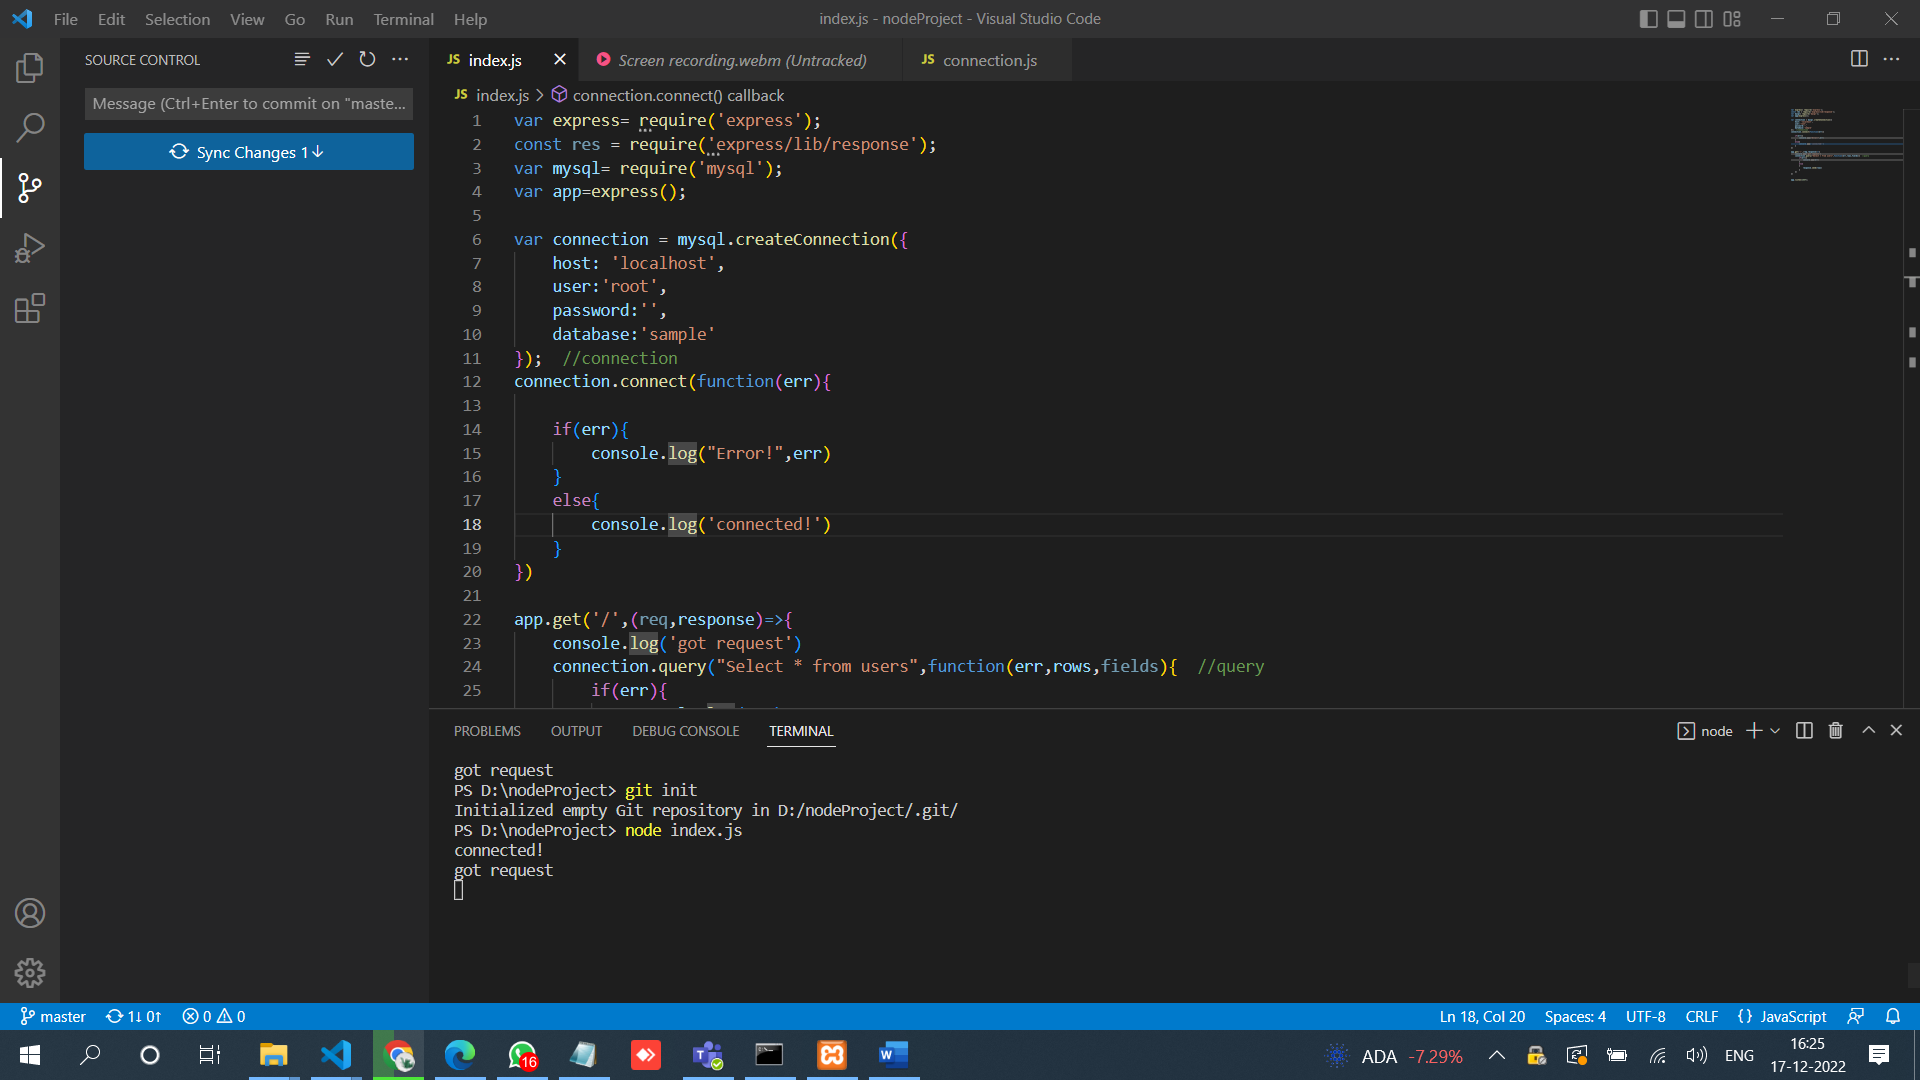 File Edit Selection View Go Run Terminal Help
index.js - nodeProject - Visual Studio Code
SOURCE CONTROL
Message (Ctrl+Enter to commit on "maste...
Sync Changes 1↓
JS index.js
Screen recording.webm (Untracked)
JS connection.js
JS index.js > connection.connect() callback
1 var express= require('express');
2 const res = require('express/lib/response');
3 var mysql= require('mysql');
4 var app=express();
5
6 var connection = mysql.createConnection({
7 host: 'localhost',
8 user:'root',
9 password:'',
10 database:'sample'
11 }); //connection
12 connection.connect(function(err){
13
14 if(err){
15 console.log("Error!",err)
16 }
17 else{
18 console.log('connected!')
19 }
20 })
21
22 app.get('/',(req,response)=>{
23 console.log('got request')
24 connection.query("Select * from users",function(err,rows,fields){ //query
25 if(err){
PROBLEMS OUTPUT DEBUG CONSOLE TERMINAL
node
got request
PS D:\nodeProject> git init
Initialized empty Git repository in D:/nodeProject/.git/
PS D:\nodeProject> node index.js
connected!
got request
master 1↓ 0↑ 0 0
Ln 18, Col 20 Spaces: 4 UTF-8 CRLF {} JavaScript
16
ADA -7.29%
ENG
16:25
17-12-2022